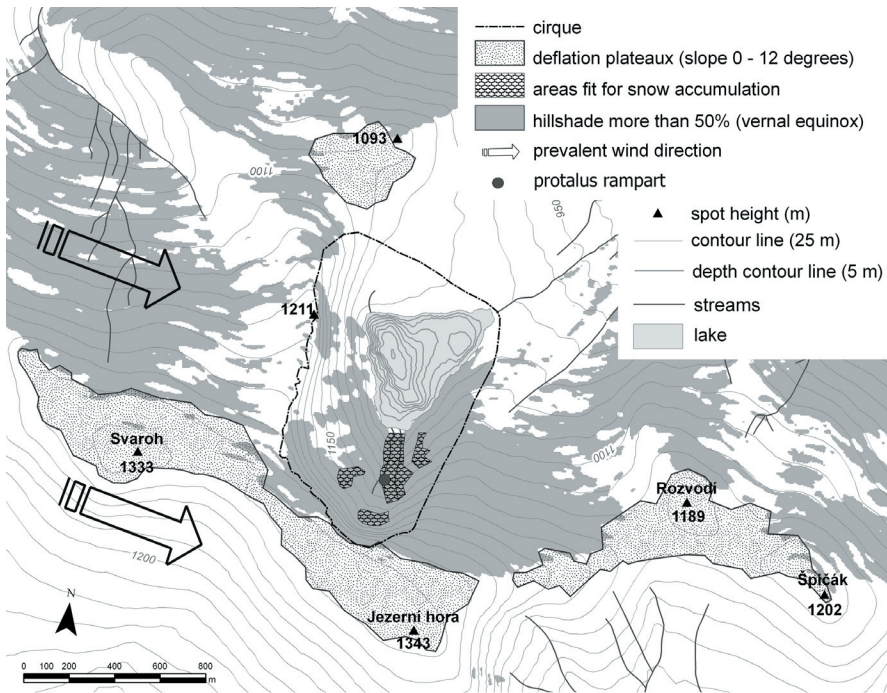 cirque
deflation plateaux (slope 0 - 12 degrees)
areas fit for snow accumulation
hillshade more than 50% (vernal equinox)
prevalent wind direction
protalus rampart
spot height (m)
contour line (25 m)
depth contour line (5 m)
streams
lake
1093
1100
950
1211
1150
Svaroh
1333
1100
Rozvodí
1189
1200
Špičák
1202
Jezerní hora
1343
N
0 100 200 400 600 800
m